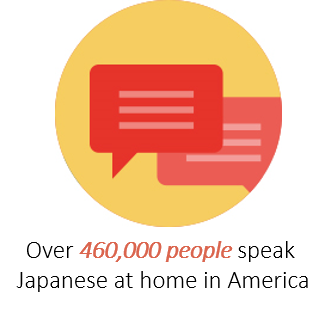 Over 460,000 people speak
Japanese at home in America